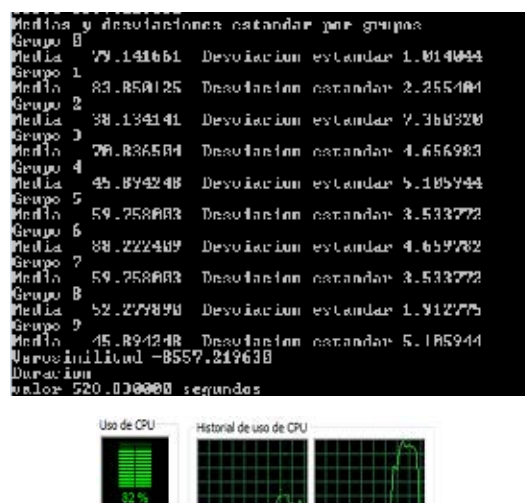 Medias y desviaciones estandar por grupos
Grupo 0
Media 79.141661 Desviacion estandar 1.014044
Grupo 1
Media 83.850125 Desviacion estandar 2.255404
Grupo 2
Media 38.134141 Desviacion estandar 7.360320
Grupo 3
Media 70.836504 Desviacion estandar 4.656983
Grupo 4
Media 45.894248 Desviacion estandar 5.105944
Grupo 5
Media 59.758003 Desviacion estandar 3.533772
Grupo 6
Media 88.222409 Desviacion estandar 4.659782
Grupo 7
Media 59.758003 Desviacion estandar 3.533772
Grupo 8
Media 52.279890 Desviacion estandar 1.912775
Grupo 9
Media 45.894248 Desviacion estandar 5.105944
Verosimilitud -8557.219630
Duracion
valor 520.030000 segundos
Uso de CPU
Historial de uso de CPU
82 %